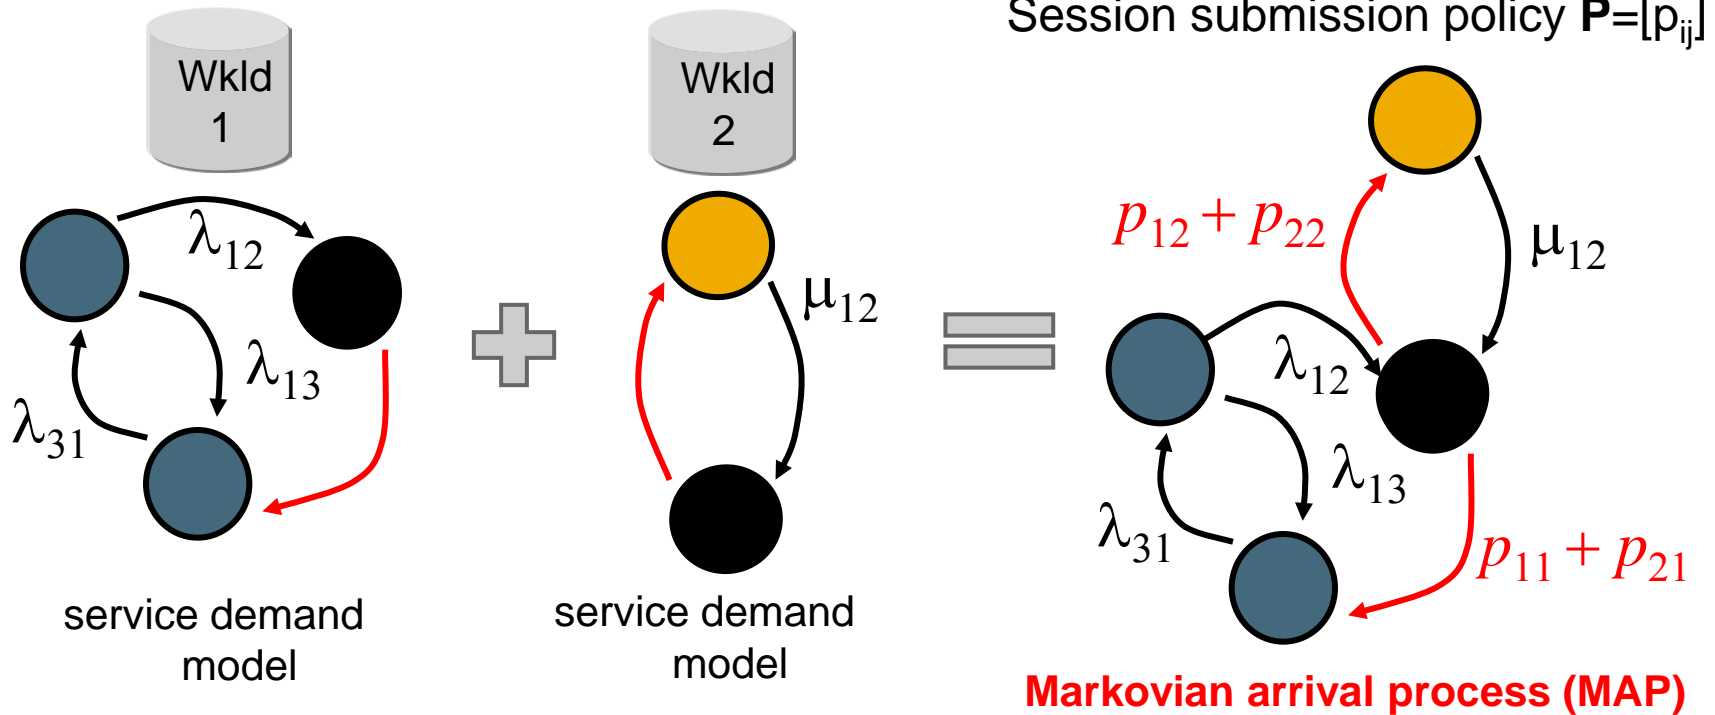 Session submission policy P=[p_ij]
Wkld
1
Wkld
2
λ12
λ13
λ31
service demand
model
μ12
service demand
model
p12 + p22
μ12
λ12
λ13
λ31
p11 + p21
Markovian arrival process (MAP)